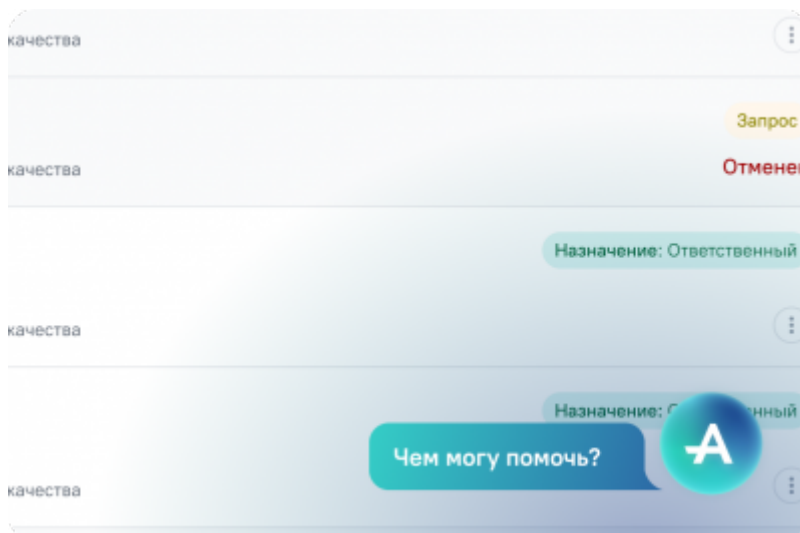 качества
Запрос
Отменен
качества
Назначение: Ответственный
качества
Назначение:
Чем могу помочь?
A
качества